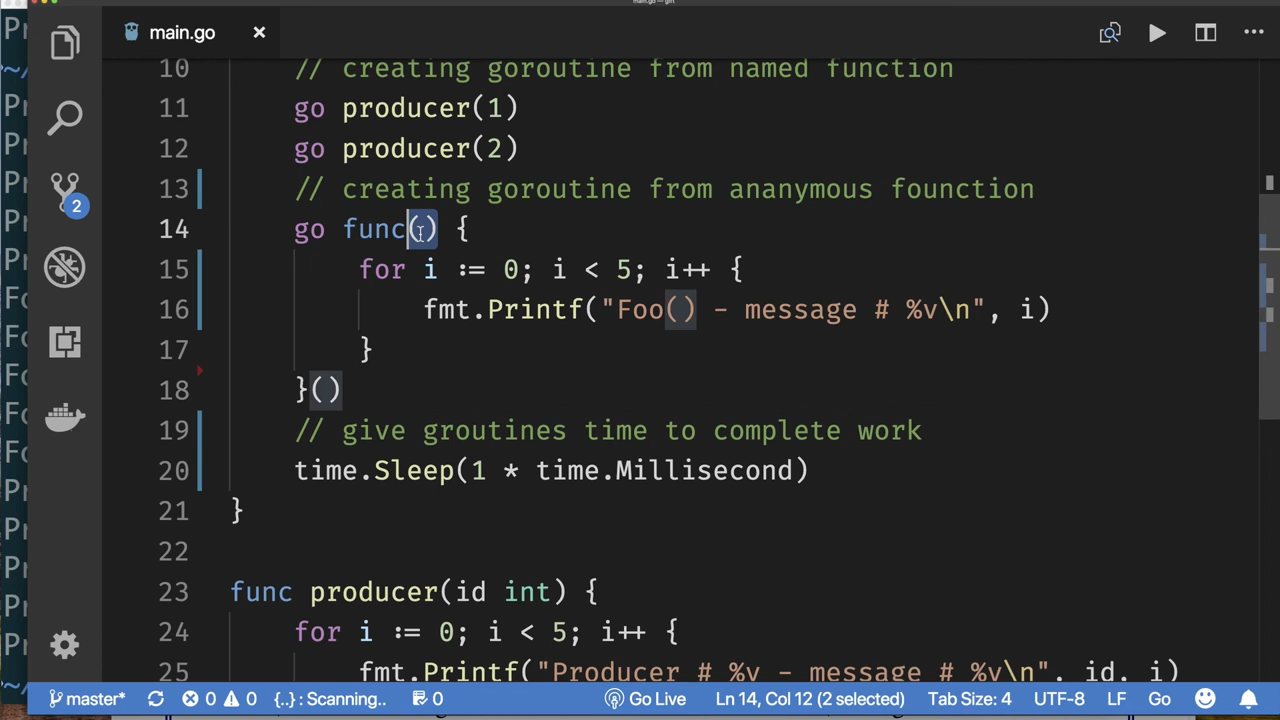 main.go — gift
main.go
10 // creating goroutine from named function
11 go producer(1)
12 go producer(2)
13 // creating goroutine from ananymous founction
14 go func() {
15 for i := 0; i < 5; i++ {
16 fmt.Printf("Foo() - message # %v\n", i)
17 }
18 }()
19 // give groutines time to complete work
20 time.Sleep(1 * time.Millisecond)
21 }
22
23 func producer(id int) {
24 for i := 0; i < 5; i++ {
25 fmt.Printf("Producer # %v - message # %v\n", id, i)
2
master* 0 0 {..}: Scanning.. 0 Go Live Ln 14, Col 12 (2 selected) Tab Size: 4 UTF-8 LF Go